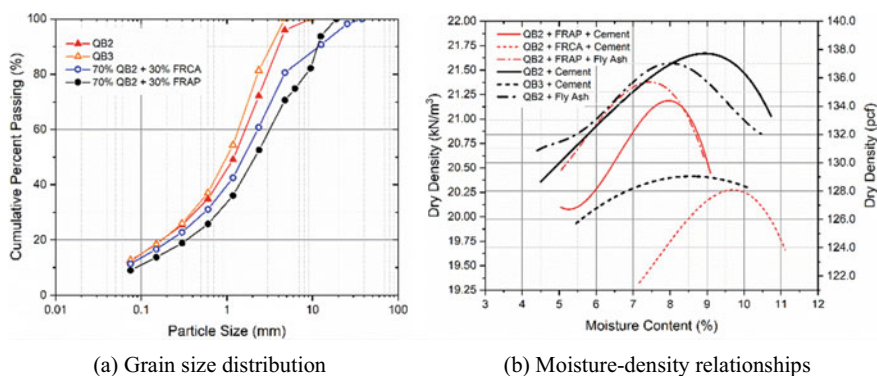 100
80
60
40
20
0
0.01
0.1
1
10
100
Cumulative Percent Passing (%)
Particle Size (mm)
QB2
QB3
70% QB2 + 30% FRCA
70% QB2 + 30% FRAP
(a) Grain size distribution
22.00
21.75
21.50
21.25
21.00
20.75
20.50
20.25
20.00
19.75
19.50
19.25
Dry Density (kN/m³)
QB2 + FRAP + Cement
QB2 + FRCA + Cement
QB2 + FRAP + Fly Ash
QB2 + Cement
QB3 + Cement
QB2 + Fly Ash
140.0
138.0
136.0
134.0
132.0
130.0
128.0
126.0
124.0
122.0
Dry Density (pcf)
3
4
5
6
7
8
9
10
11
12
Moisture Content (%)
(b) Moisture-density relationships